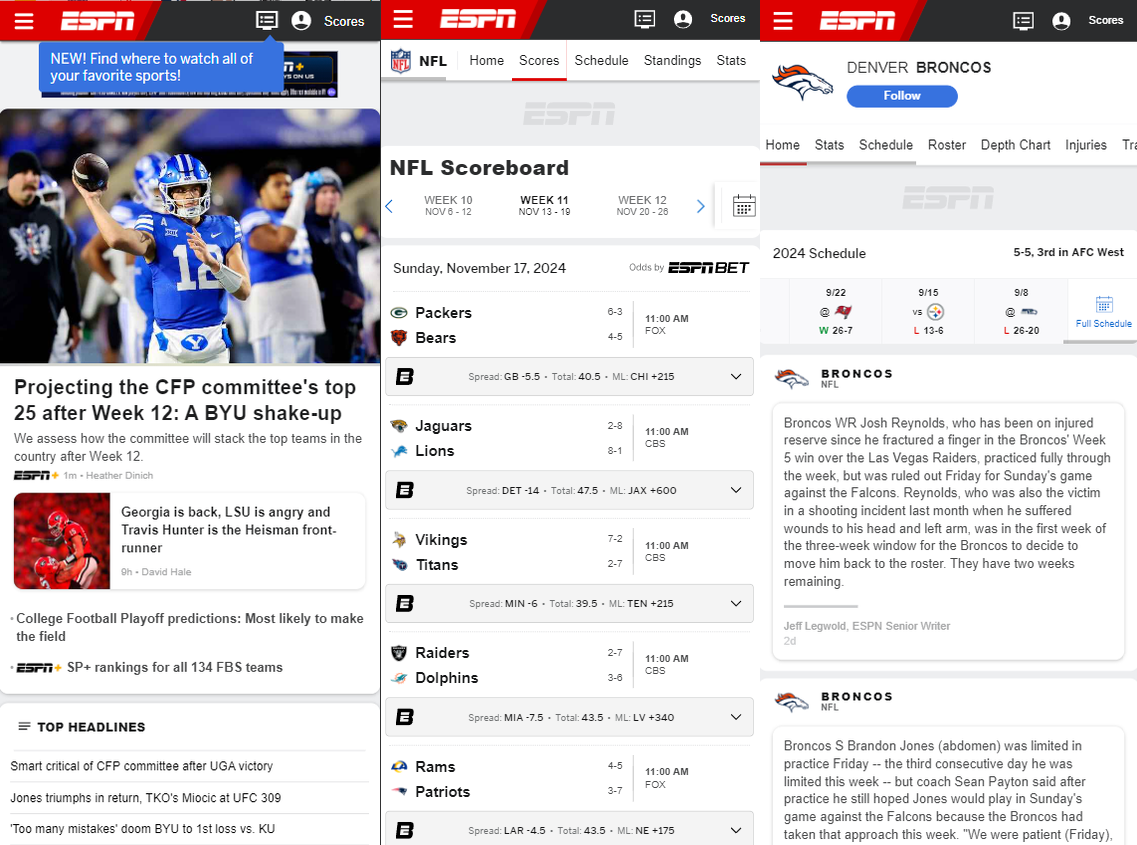 ESPN
Scores
NEW! Find where to watch all of
your favorite sports!
12
Y
Projecting the CFP committee's top
25 after Week 12: A BYU shake-up
We assess how the committee will stack the top teams in the
country after Week 12.
ESPN+ 1m • Heather Dinich
Georgia is back, LSU is angry and
Travis Hunter is the Heisman front-
runner
9h • David Hale
• College Football Playoff predictions: Most likely to make
the field
• ESPN+ SP+ rankings for all 134 FBS teams
TOP HEADLINES
Smart critical of CFP committee after UGA victory
Jones triumphs in return, TKO's Miocic at UFC 309
'Too many mistakes' doom BYU to 1st loss vs. KU
ESPN
Scores
NFL Home Scores Schedule Standings Stats
ESPN
NFL Scoreboard
WEEK 10 WEEK 11 WEEK 12
NOV 6 - 12 NOV 13 - 19 NOV 20 - 26
Sunday, November 17, 2024 Odds by ESPN BET
Packers 6-3 11:00 AM
Bears 4-5 FOX
Spread: GB -5.5 • Total: 40.5 • ML: CHI +215
Jaguars 2-8 11:00 AM
Lions 8-1 CBS
Spread: DET -14 • Total: 47.5 • ML: JAX +600
Vikings 7-2 11:00 AM
Titans 2-7 CBS
Spread: MIN -6 • Total: 39.5 • ML: TEN +215
Raiders 2-7 11:00 AM
Dolphins 3-6 CBS
Spread: MIA -7.5 • Total: 43.5 • ML: LV +340
Rams 4-5 11:00 AM
Patriots 3-7 FOX
Spread: LAR -4.5 • Total: 43.5 • ML: NE +175
ESPN
Scores
DENVER BRONCOS
Follow
Home Stats Schedule Roster Depth Chart Injuries Tra
ESPN
2024 Schedule 5-5, 3rd in AFC West
9/22 9/15 9/8
@ vs @
W 26-7 L 13-6 L 26-20 Full Schedule
BRONCOS
NFL
Broncos WR Josh Reynolds, who has been on injured
reserve since he fractured a finger in the Broncos' Week
5 win over the Las Vegas Raiders, practiced fully through
the week, but was ruled out Friday for Sunday's game
against the Falcons. Reynolds, who was also the victim
in a shooting incident last month when he suffered
wounds to his head and left arm, was in the first week of
the three-week window for the Broncos to decide to
move him back to the roster. They have two weeks
remaining.
Jeff Legwold, ESPN Senior Writer
2d
BRONCOS
NFL
Broncos S Brandon Jones (abdomen) was limited in
practice Friday -- the third consecutive day he was
limited this week -- but coach Sean Payton said after
practice he still hoped Jones would play in Sunday's
game against the Falcons because the Broncos had
taken that approach this week. "We were patient (Friday),